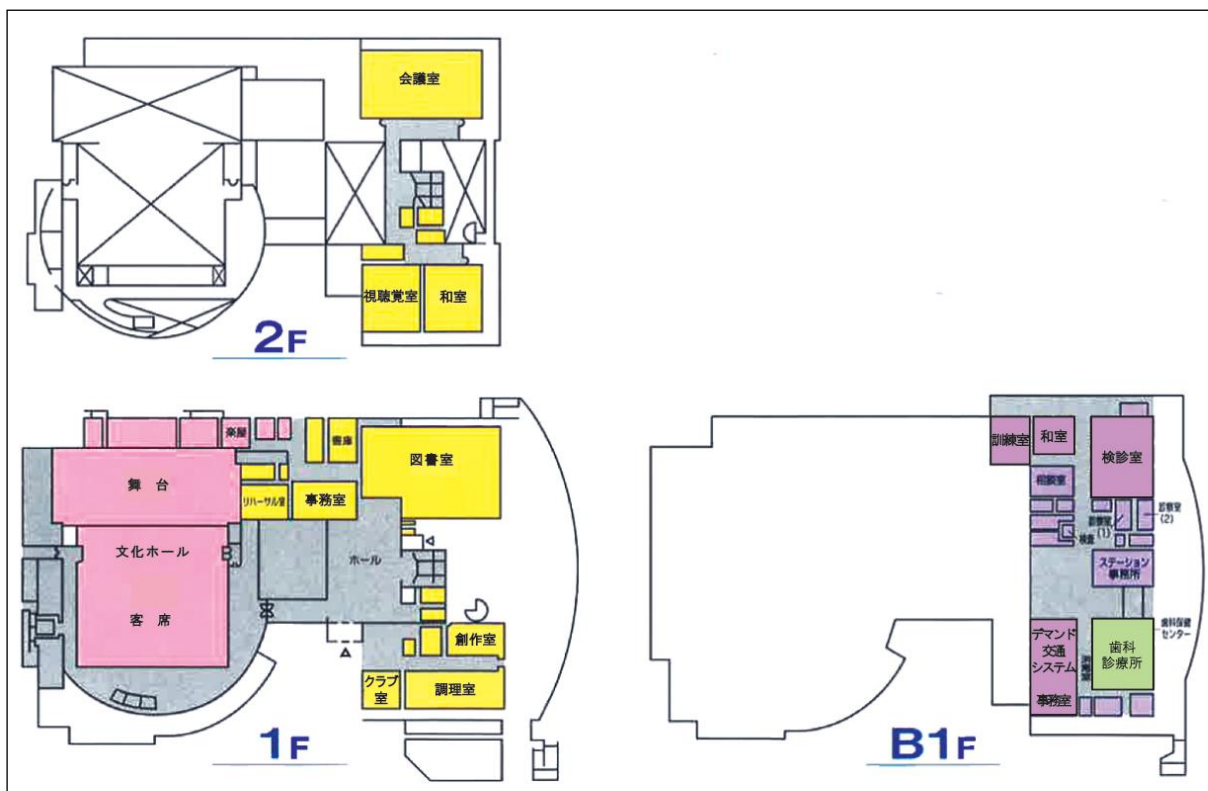 会議室
視聴覚室
和室
2F
楽屋
書庫
図書室
舞 台
リハーサル室
事務室
文化ホール
ホール
客 席
創作室
クラブ
室
調理室
1F
訓練室
和室
検診室
相談室
診察室
(1)
診察室
(2)
検査
ステーション
事務所
歯科保健
センター
デマンド
交通
システム
事務室
歯科
診療所
B1F